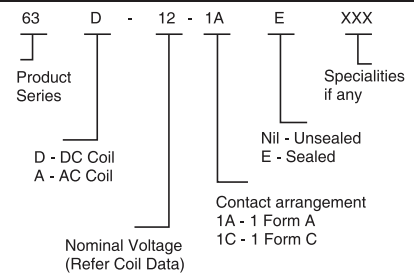 63 D - 12 - 1A E XXX
Product
Series
Specialities
if any
Nil - Unsealed
E - Sealed
D - DC Coil
A - AC Coil
Contact arrangement
1A - 1 Form A
1C - 1 Form C
Nominal Voltage
(Refer Coil Data)